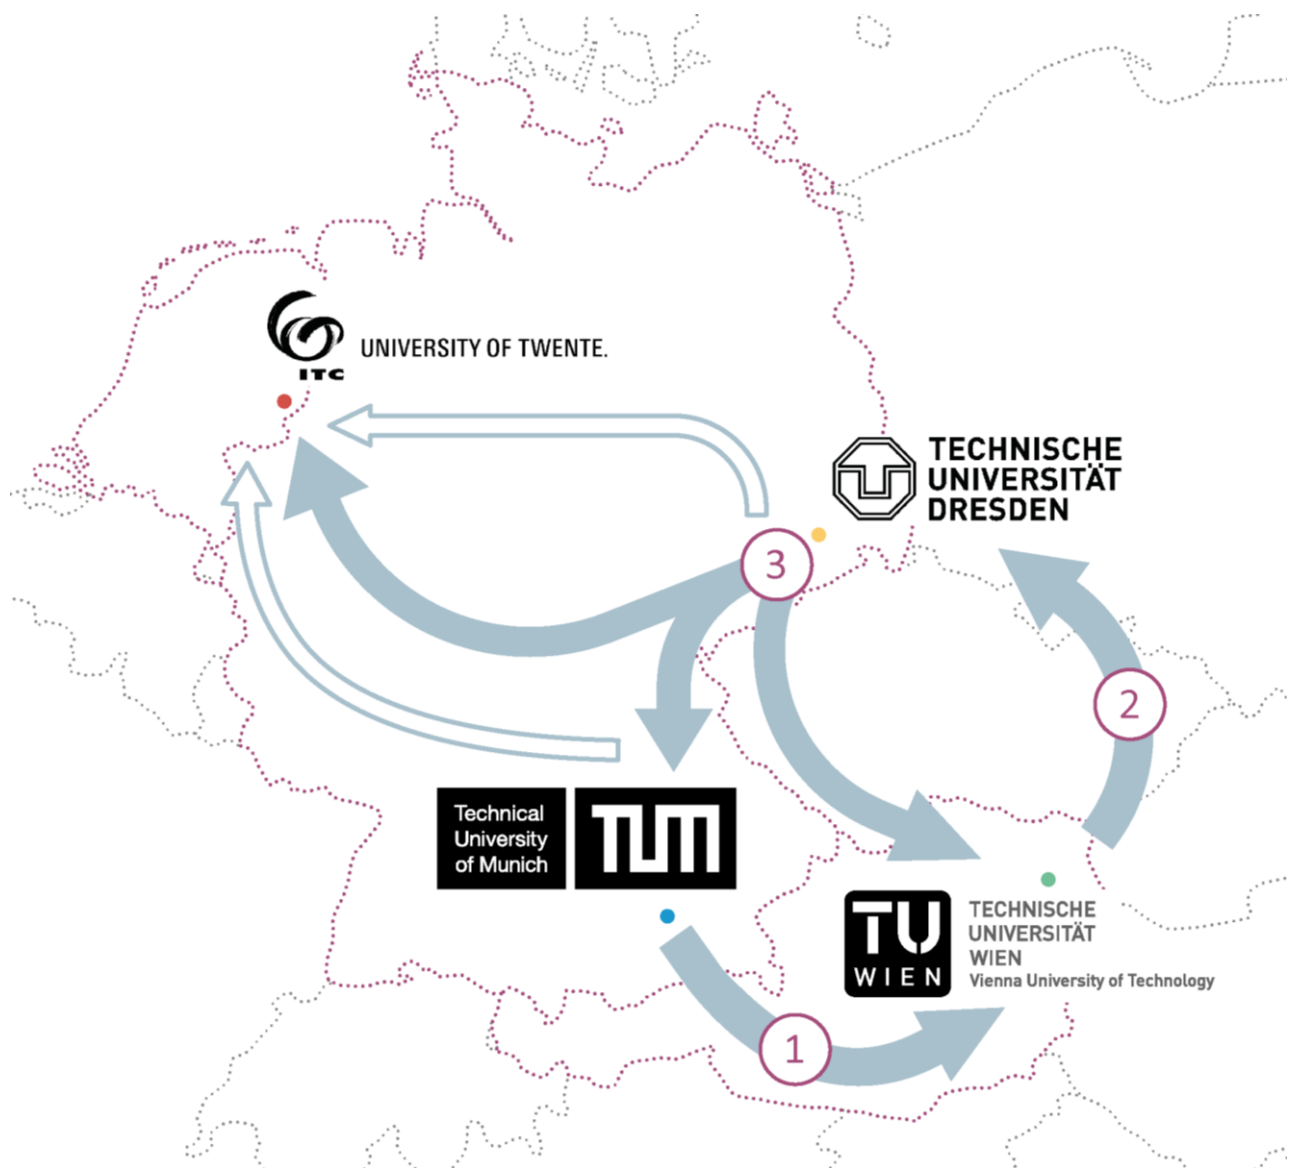 ITC
UNIVERSITY OF TWENTE.
TECHNISCHE
UNIVERSITÄT
DRESDEN
3
2
Technical
University
of Munich
TUM
TU
WIEN
TECHNISCHE
UNIVERSITÄT
WIEN
Vienna University of Technology
1